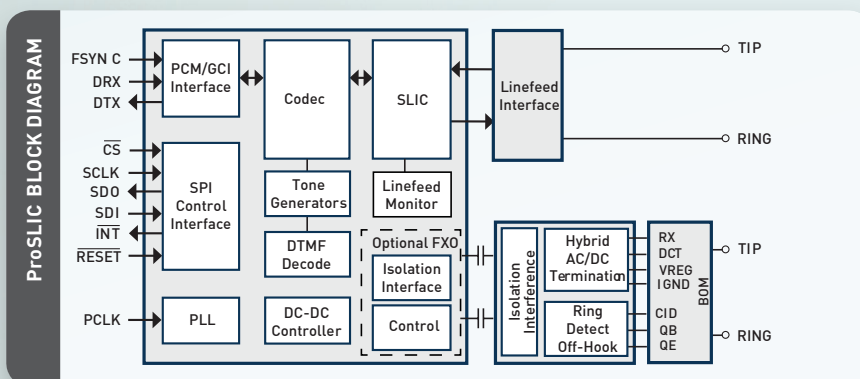 ProSLIC BLOCK DIAGRAM
FSYN C
DRX
DTX
CS
SCLK
SDO
SDI
INT
RESET
PCLK
PCM/GCI
Interface
SPI
Control
Interface
PLL
Codec
Tone
Generators
DTMF
Decode
DC-DC
Controller
SLIC
Linefeed
Monitor
Optional FXO
Isolation
Interface
Control
Linefeed
Interface
TIP
RING
Isolation
Interference
Hybrid
AC/DC
Termination
Ring
Detect
Off-Hook
RX
DCT
VREG
IGND
CID
QB
QE
BOM
TIP
RING